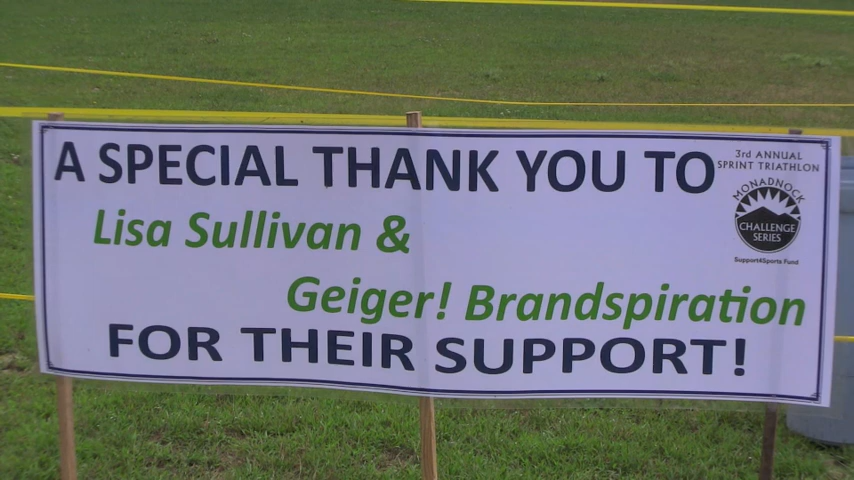 A SPECIAL THANK YOU TO
Lisa Sullivan &
Geiger! Brandspiration
FOR THEIR SUPPORT!
3rd ANNUAL
SPRINT TRIATHLON
MONADNOCK
CHALLENGE
SERIES
Support4Sports Fund